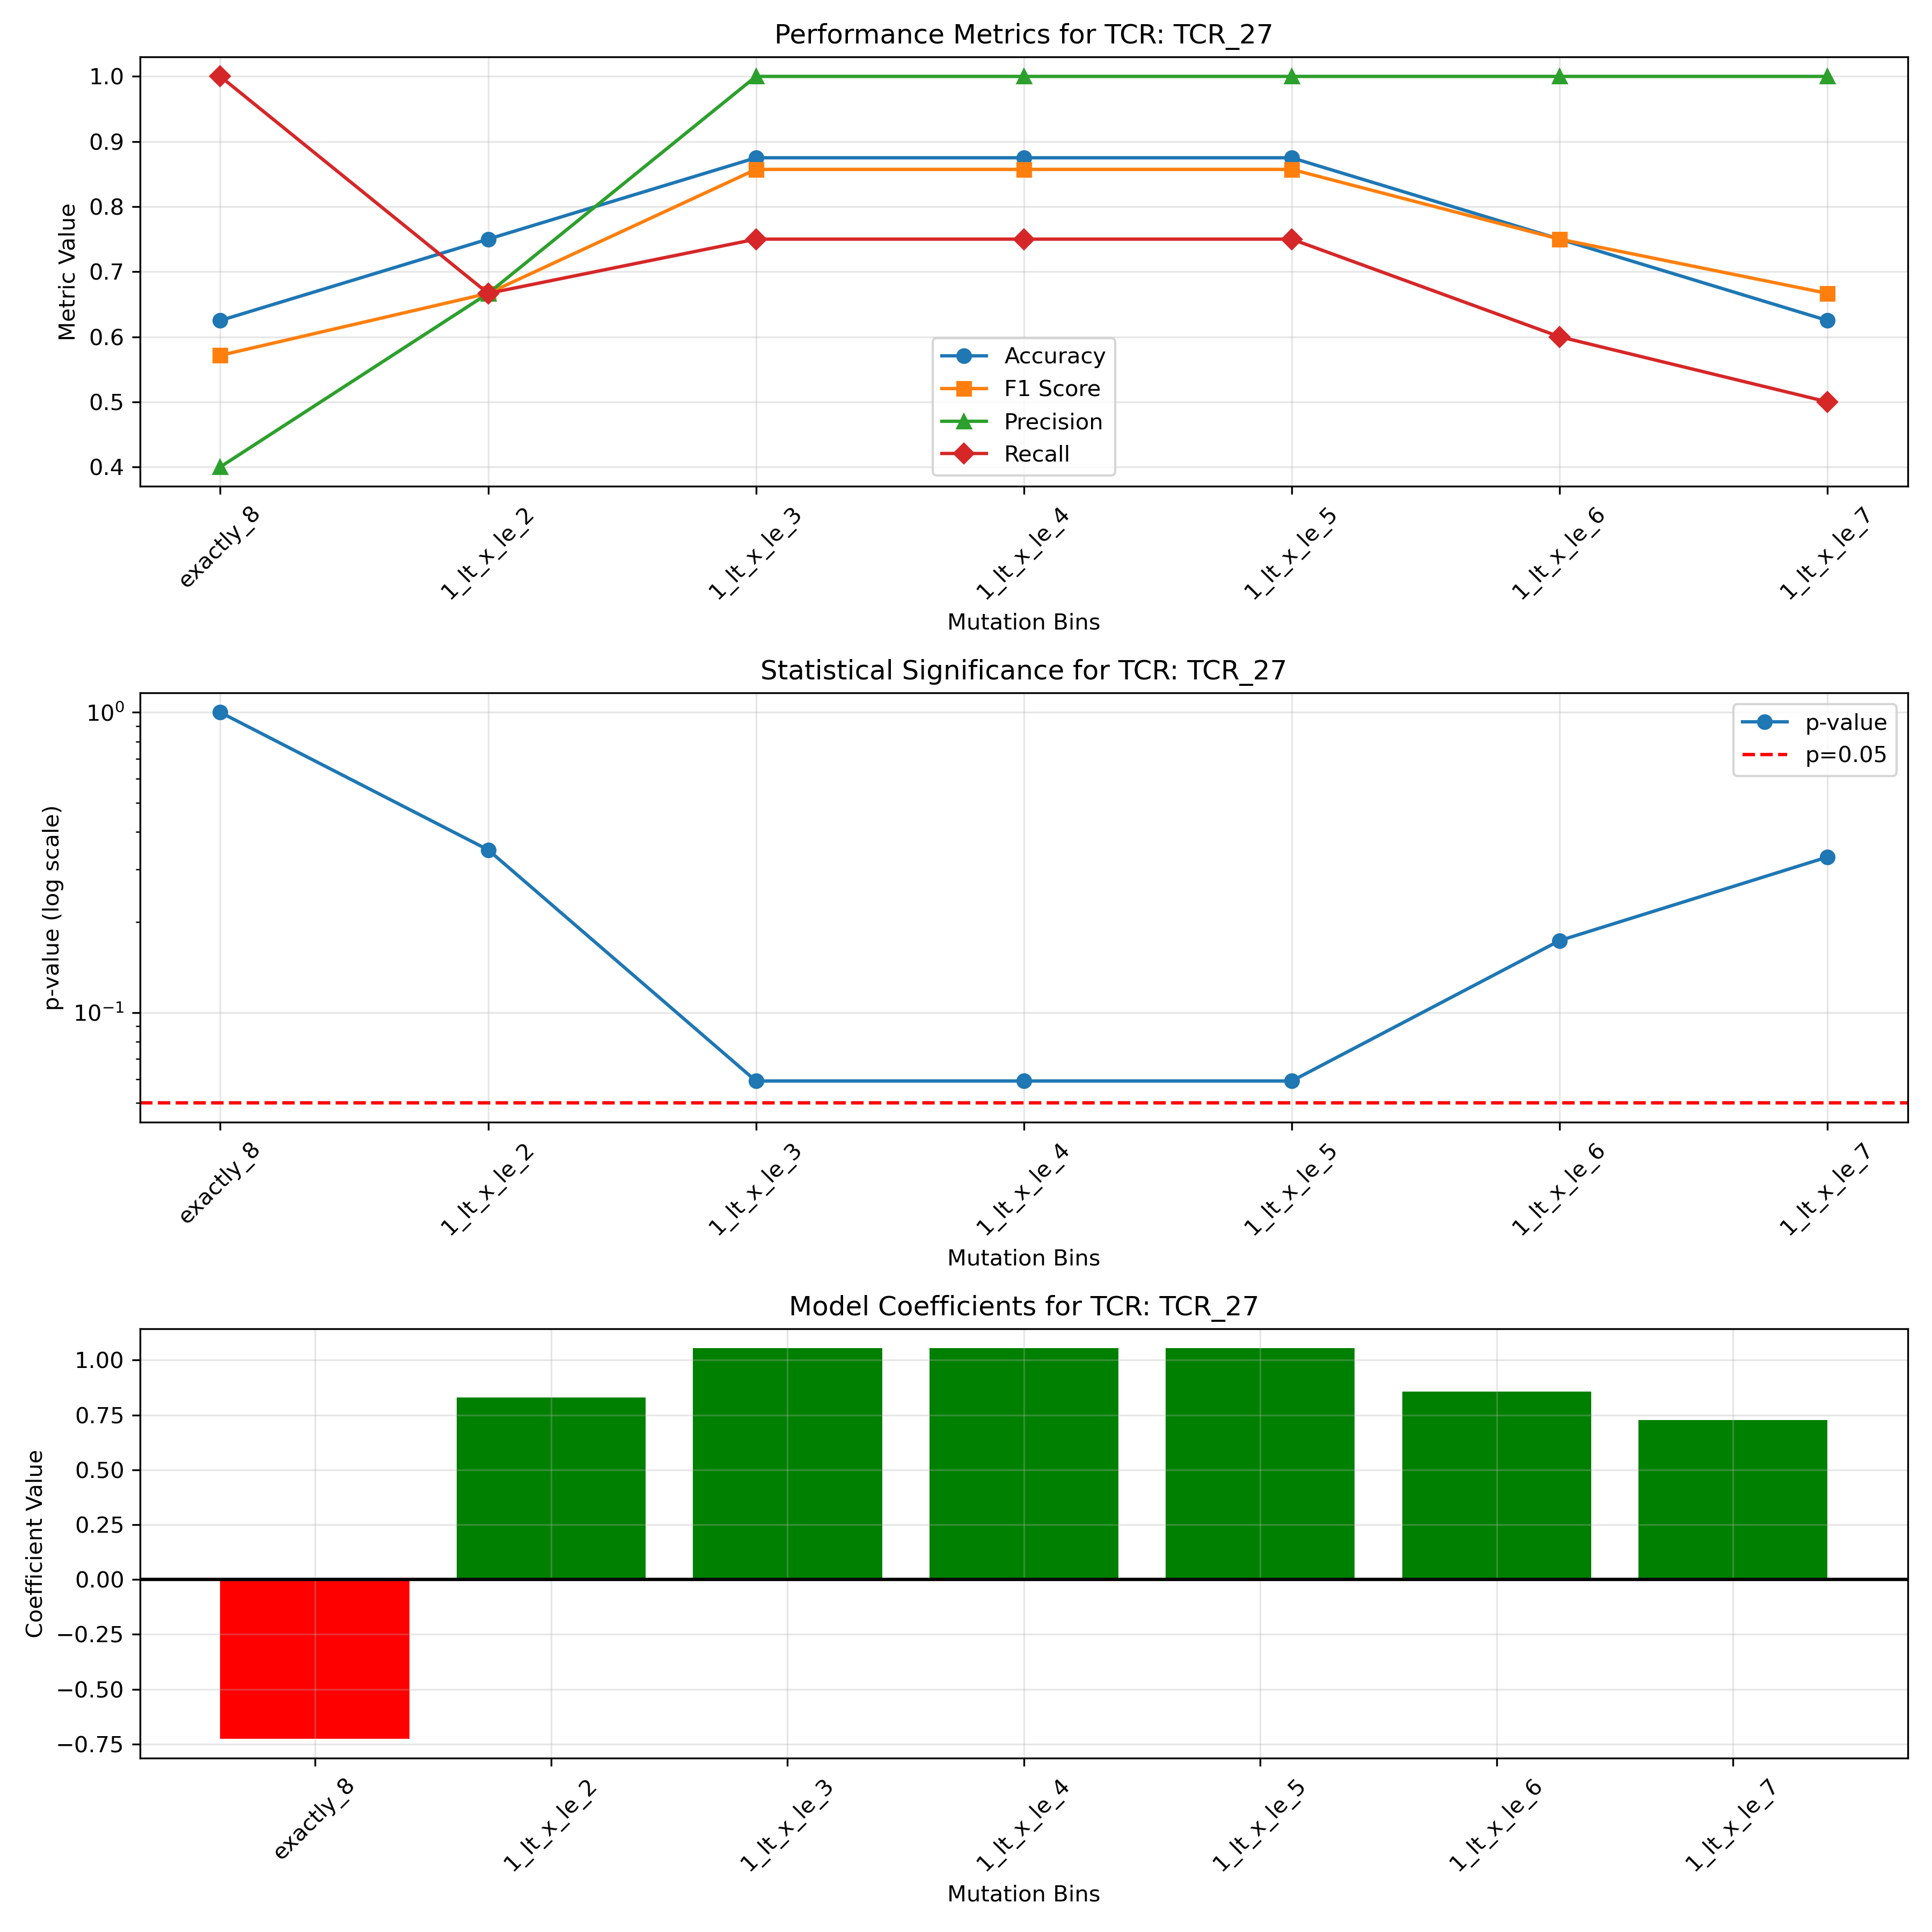 Performance Metrics for TCR: TCR_27
Metric Value
1.0
0.9
0.8
0.7
0.6
0.5
0.4
Accuracy
F1 Score
Precision
Recall
exactly_8
1_lt_x_le_2
1_lt_x_le_3
1_lt_x_le_4
1_lt_x_le_5
1_lt_x_le_6
1_lt_x_le_7
Mutation Bins
Statistical Significance for TCR: TCR_27
p-value (log scale)
10⁰
10⁻¹
p-value
p=0.05
exactly_8
1_lt_x_le_2
1_lt_x_le_3
1_lt_x_le_4
1_lt_x_le_5
1_lt_x_le_6
1_lt_x_le_7
Mutation Bins
Model Coefficients for TCR: TCR_27
Coefficient Value
1.00
0.75
0.50
0.25
0.00
−0.25
−0.50
−0.75
exactly_8
1_lt_x_le_2
1_lt_x_le_3
1_lt_x_le_4
1_lt_x_le_5
1_lt_x_le_6
1_lt_x_le_7
Mutation Bins